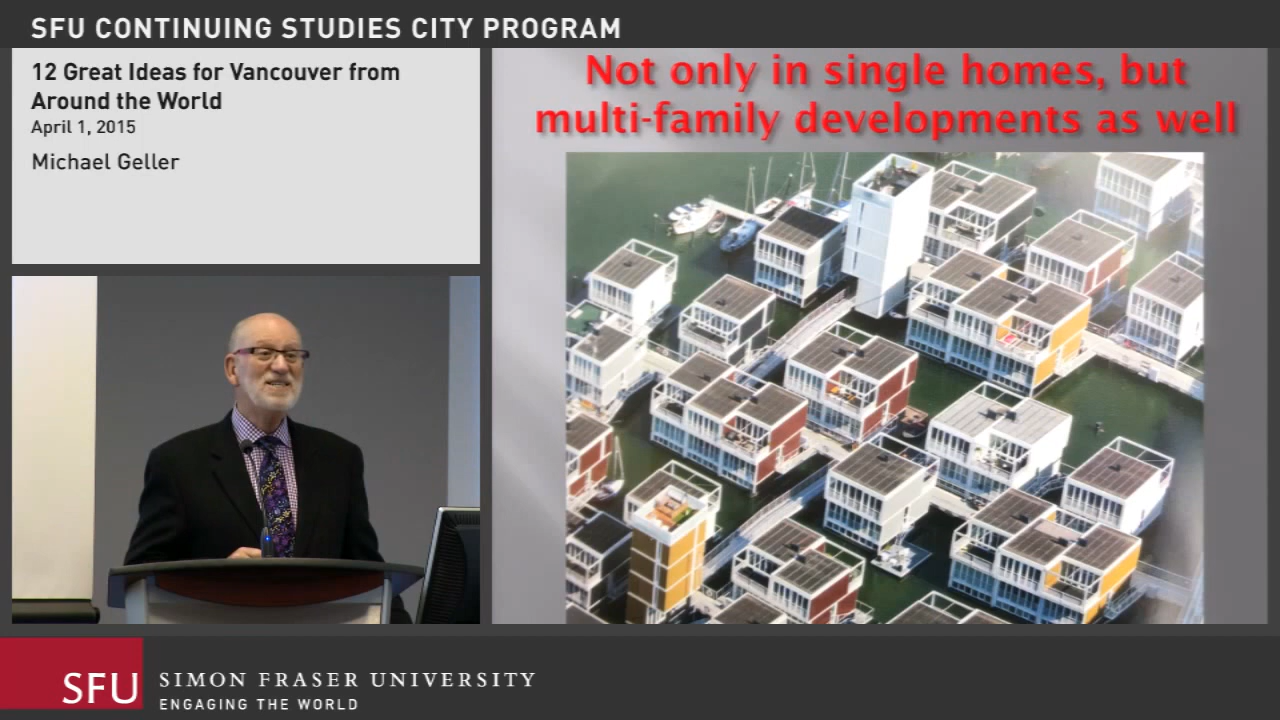 SFU CONTINUING STUDIES CITY PROGRAM
12 Great Ideas for Vancouver from
Around the World
April 1, 2015
Michael Geller
Not only in single homes, but
multi-family developments as well
SFU
SIMON FRASER UNIVERSITY
ENGAGING THE WORLD